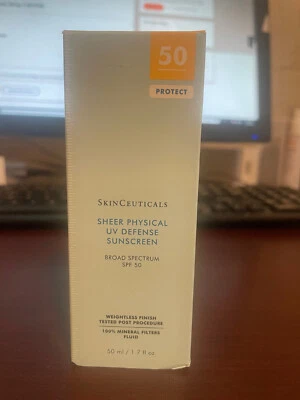 50
PROTECT
SKINCEUTICALS
SHEER PHYSICAL
UV DEFENSE
SUNSCREEN
BROAD SPECTRUM
SPF 50
WEIGHTLESS FINISH
TESTED POST PROCEDURE
100% MINERAL FILTERS
FLUID
50 ml / 1.7 fl oz